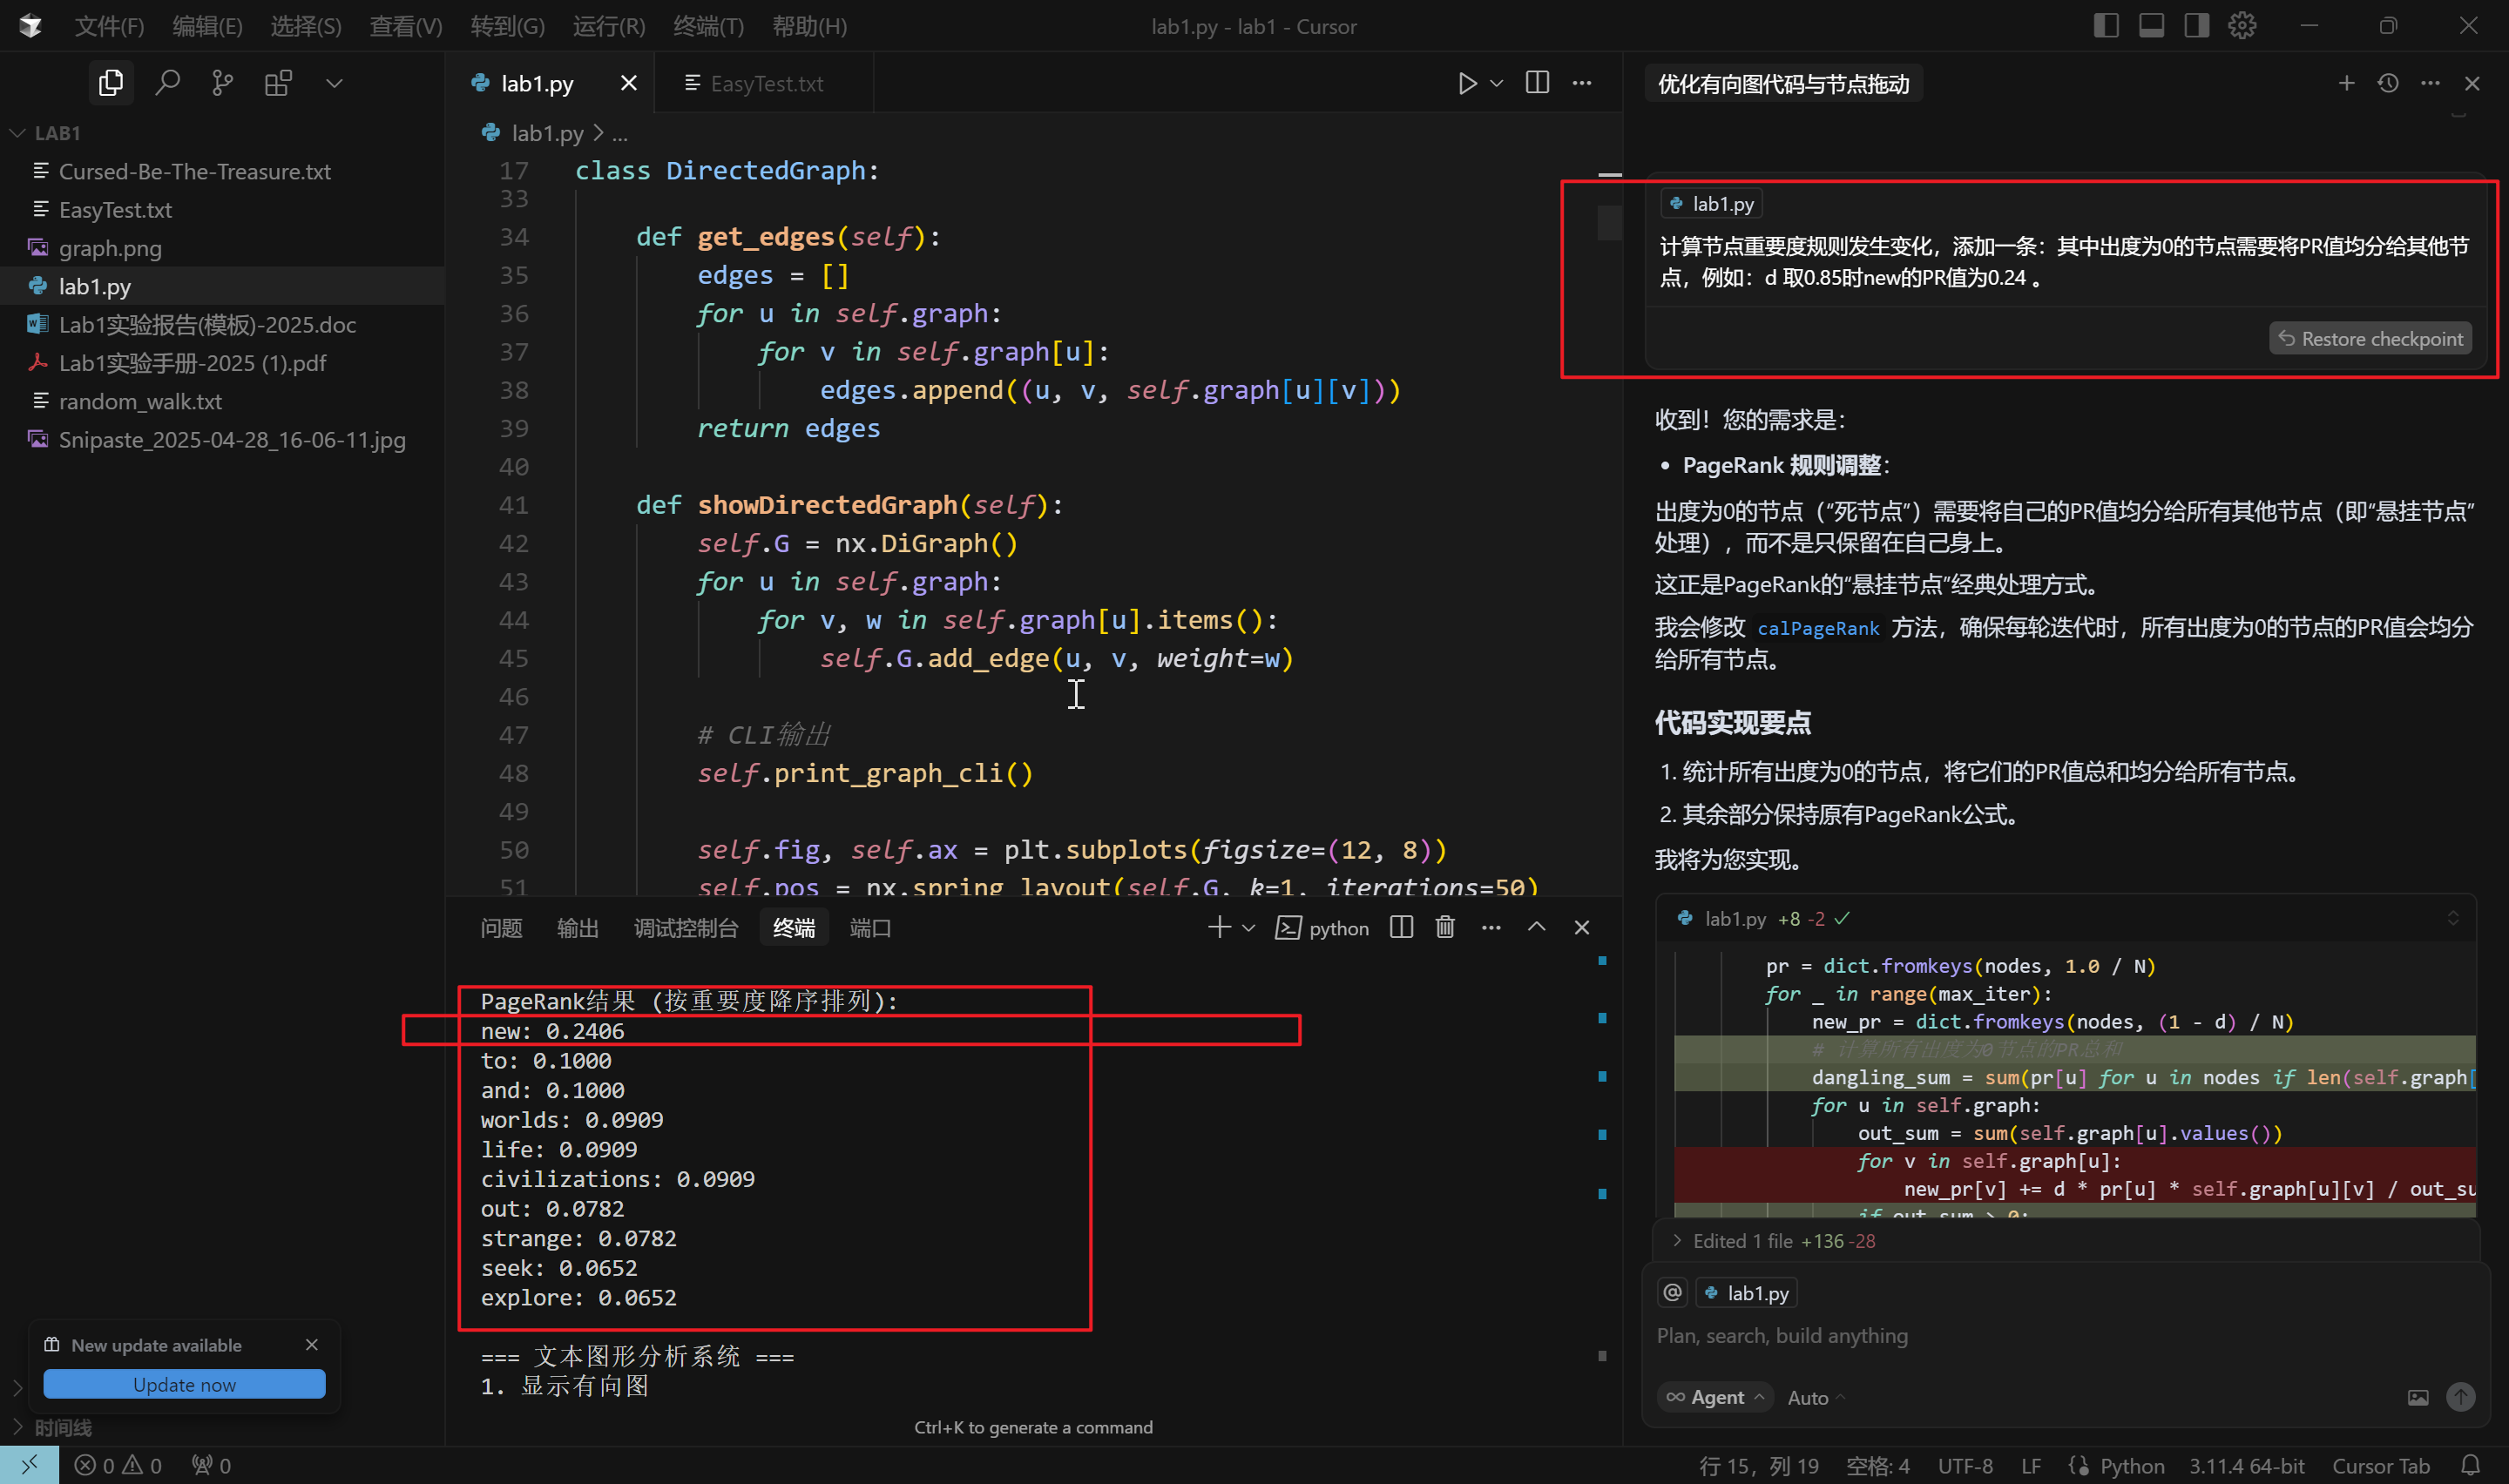 文件(F) 编辑(E) 选择(S) 查看(V) 转到(G) 运行(R) 终端(T) 帮助(H)
lab1.py - lab1 - Cursor
LAB1
Cursed-Be-The-Treasure.txt
EasyTest.txt
graph.png
lab1.py
Lab1实验报告(模板)-2025.doc
Lab1实验手册-2025 (1).pdf
random_walk.txt
Snipaste_2025-04-28_16-06-11.jpg
New update available
Update now
时间线
lab1.py
EasyTest.txt
lab1.py > ...
17 class DirectedGraph:
33
34 def get_edges(self):
35 edges = []
36 for u in self.graph:
37 for v in self.graph[u]:
38 edges.append((u, v, self.graph[u][v]))
39 return edges
40
41 def showDirectedGraph(self):
42 self.G = nx.DiGraph()
43 for u in self.graph:
44 for v, w in self.graph[u].items():
45 self.G.add_edge(u, v, weight=w)
46
47 # CLI输出
48 self.print_graph_cli()
49
50 self.fig, self.ax = plt.subplots(figsize=(12, 8))
51 self.pos = nx.spring_layout(self.G, k=1, iterations=50)
问题 输出 调试控制台 终端 端口
python
PageRank结果 (按重要度降序排列):
new: 0.2406
to: 0.1000
and: 0.1000
worlds: 0.0909
life: 0.0909
civilizations: 0.0909
out: 0.0782
strange: 0.0782
seek: 0.0652
explore: 0.0652
=== 文本图形分析系统 ===
1. 显示有向图
Ctrl+K to generate a command
优化有向图代码与节点拖动
lab1.py
计算节点重要度规则发生变化，添加一条：其中出度为0的节点需要将PR值均分给其他节
点，例如：d 取0.85时new的PR值为0.24 。
Restore checkpoint
收到！您的需求是：
• PageRank 规则调整：
出度为0的节点（“死节点”）需要将自己的PR值均分给所有其他节点（即“悬挂节点”
处理），而不是只保留在自己身上。
这正是PageRank的“悬挂节点”经典处理方式。
我会修改 calPageRank 方法，确保每轮迭代时，所有出度为0的节点的PR值会均分
给所有节点。
代码实现要点
1. 统计所有出度为0的节点，将它们的PR值总和均分给所有节点。
2. 其余部分保持原有PageRank公式。
我将为您实现。
lab1.py +8 -2
pr = dict.fromkeys(nodes, 1.0 / N)
for _ in range(max_iter):
new_pr = dict.fromkeys(nodes, (1 - d) / N)
# 计算所有出度为0节点的PR总和
dangling_sum = sum(pr[u] for u in nodes if len(self.graph[
for u in self.graph:
out_sum = sum(self.graph[u].values())
for v in self.graph[u]:
new_pr[v] += d * pr[u] * self.graph[u][v] / out_su
if out_sum > 0:
Edited 1 file +136 -28
@ lab1.py
Plan, search, build anything
∞ Agent Auto
0 0 0
行 15，列 19 空格: 4 UTF-8 LF Python 3.11.4 64-bit Cursor Tab